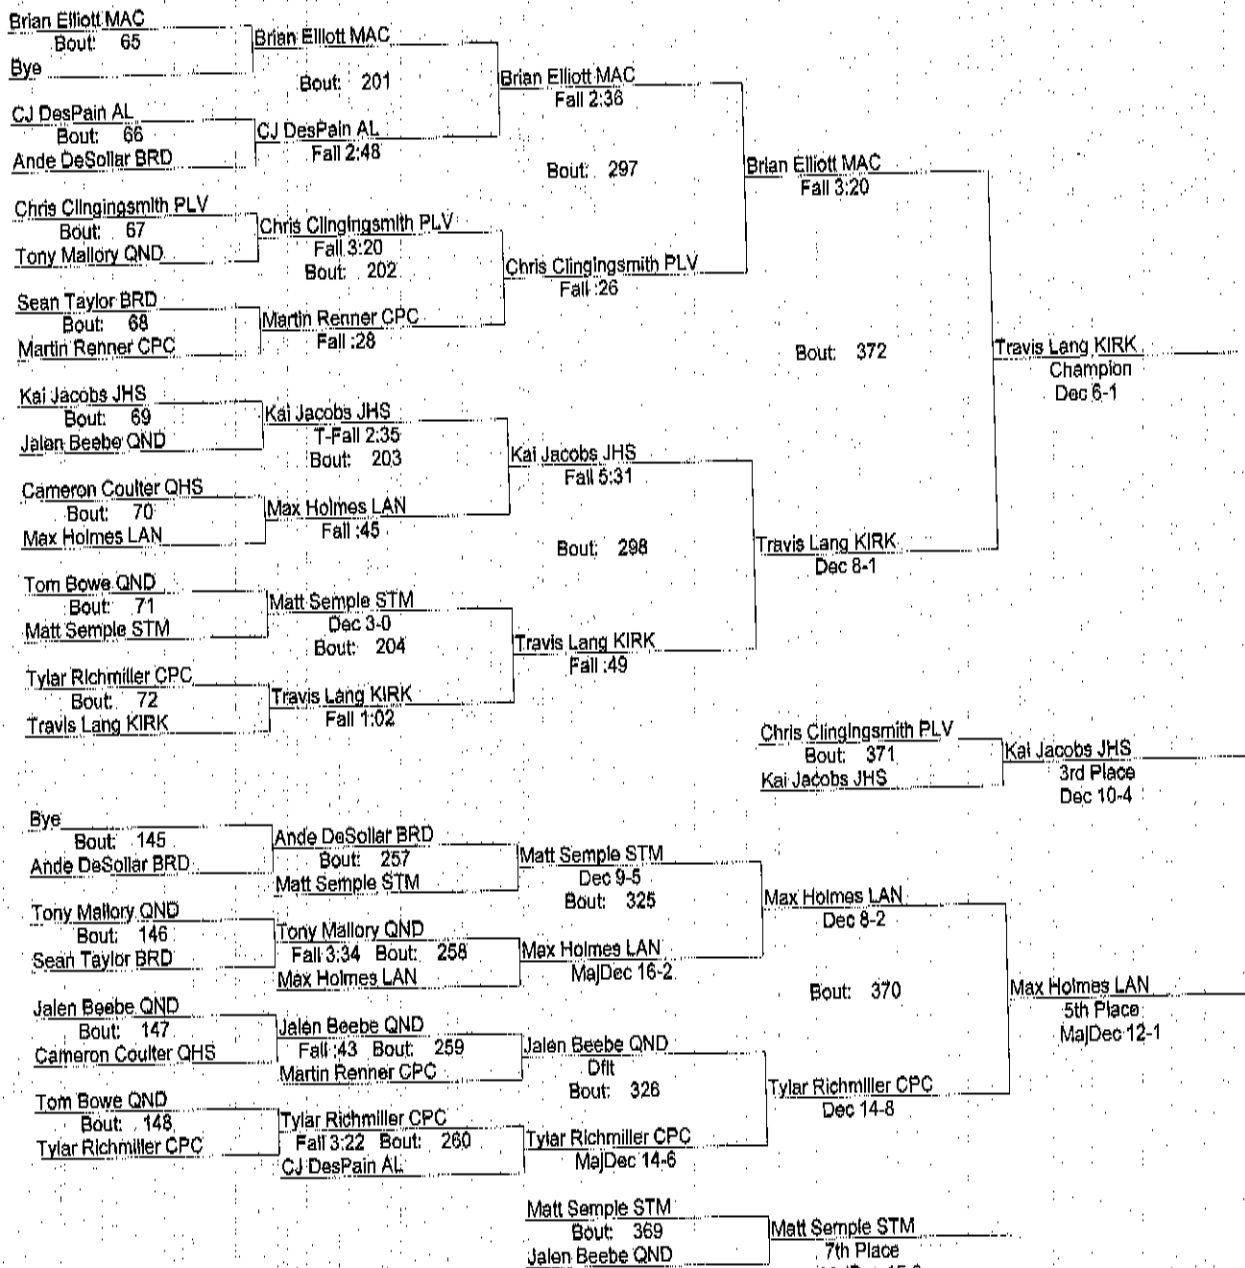 Brian Elliott MAC
Bout: 65
Bye
Brian Elliott MAC
Bout: 201
CJ DesPain AL
Bout: 66
Ande DeSollar BRD
CJ DesPain AL
Fall 2:48
Brian Elliott MAC
Fall 2:36
Bout: 297
Chris Clingingsmith PLV
Bout: 67
Tony Mallory QND
Chris Clingingsmith PLV
Fall 3:20
Bout: 202
Sean Taylor BRD
Bout: 68
Martin Renner CPC
Martin Renner CPC
Fall :28
Chris Clingingsmith PLV
Fall :26
Brian Elliott MAC
Fall 3:20
Bout: 372
Travis Lang KIRK
Champion
Dec 6-1
Kai Jacobs JHS
Bout: 69
Jalen Beebe QND
Kai Jacobs JHS
T-Fall 2:35
Bout: 203
Cameron Coulter QHS
Bout: 70
Max Holmes LAN
Max Holmes LAN
Fall :45
Kai Jacobs JHS
Fall 5:31
Bout: 298
Travis Lang KIRK
Dec 8-1
Tom Bowe QND
Bout: 71
Matt Semple STM
Matt Semple STM
Dec 3-0
Bout: 204
Tylar Richmiller CPC
Bout: 72
Travis Lang KIRK
Travis Lang KIRK
Fall 1:02
Travis Lang KIRK
Fall :49
Chris Clingingsmith PLV
Bout: 371
Kai Jacobs JHS
Kai Jacobs JHS
3rd Place
Dec 10-4
Bye
Bout: 145
Ande DeSollar BRD
Ande DeSollar BRD
Bout: 257
Matt Semple STM
Matt Semple STM
Dec 9-5
Bout: 325
Tony Mallory QND
Bout: 146
Sean Taylor BRD
Tony Mallory QND
Fall 3:34 Bout: 258
Max Holmes LAN
Max Holmes LAN
MajDec 16-2
Max Holmes LAN
Dec 8-2
Bout: 370
Max Holmes LAN
5th Place
MajDec 12-1
Jalen Beebe QND
Bout: 147
Cameron Coulter QHS
Jalen Beebe QND
Fall :43 Bout: 259
Martin Renner CPC
Jalen Beebe QND
Dflt
Bout: 326
Tom Bowe QND
Bout: 148
Tylar Richmiller CPC
Tylar Richmiller CPC
Fall 3:22 Bout: 260
CJ DesPain AL
Tylar Richmiller CPC
MajDec 14-6
Tylar Richmiller CPC
Dec 14-8
Matt Semple STM
Bout: 369
Jalen Beebe QND
Matt Semple STM
7th Place